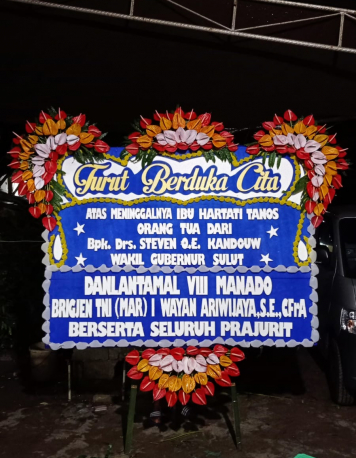 Turut Berduka Cita
ATAS MENINGGALNYA IBU HARTATI TANOS
ORANG TUA DARI
Bpk. Drs. STEVEN O.E. KANDOUW
WAKIL GUBERNUR SULUT
DANLANTAMAL VIII MANADO
BRIGJEN TNI (MAR) I WAYAN ARIWIJAYA,S.E.,CFrA
BERSERTA SELURUH PRAJURIT